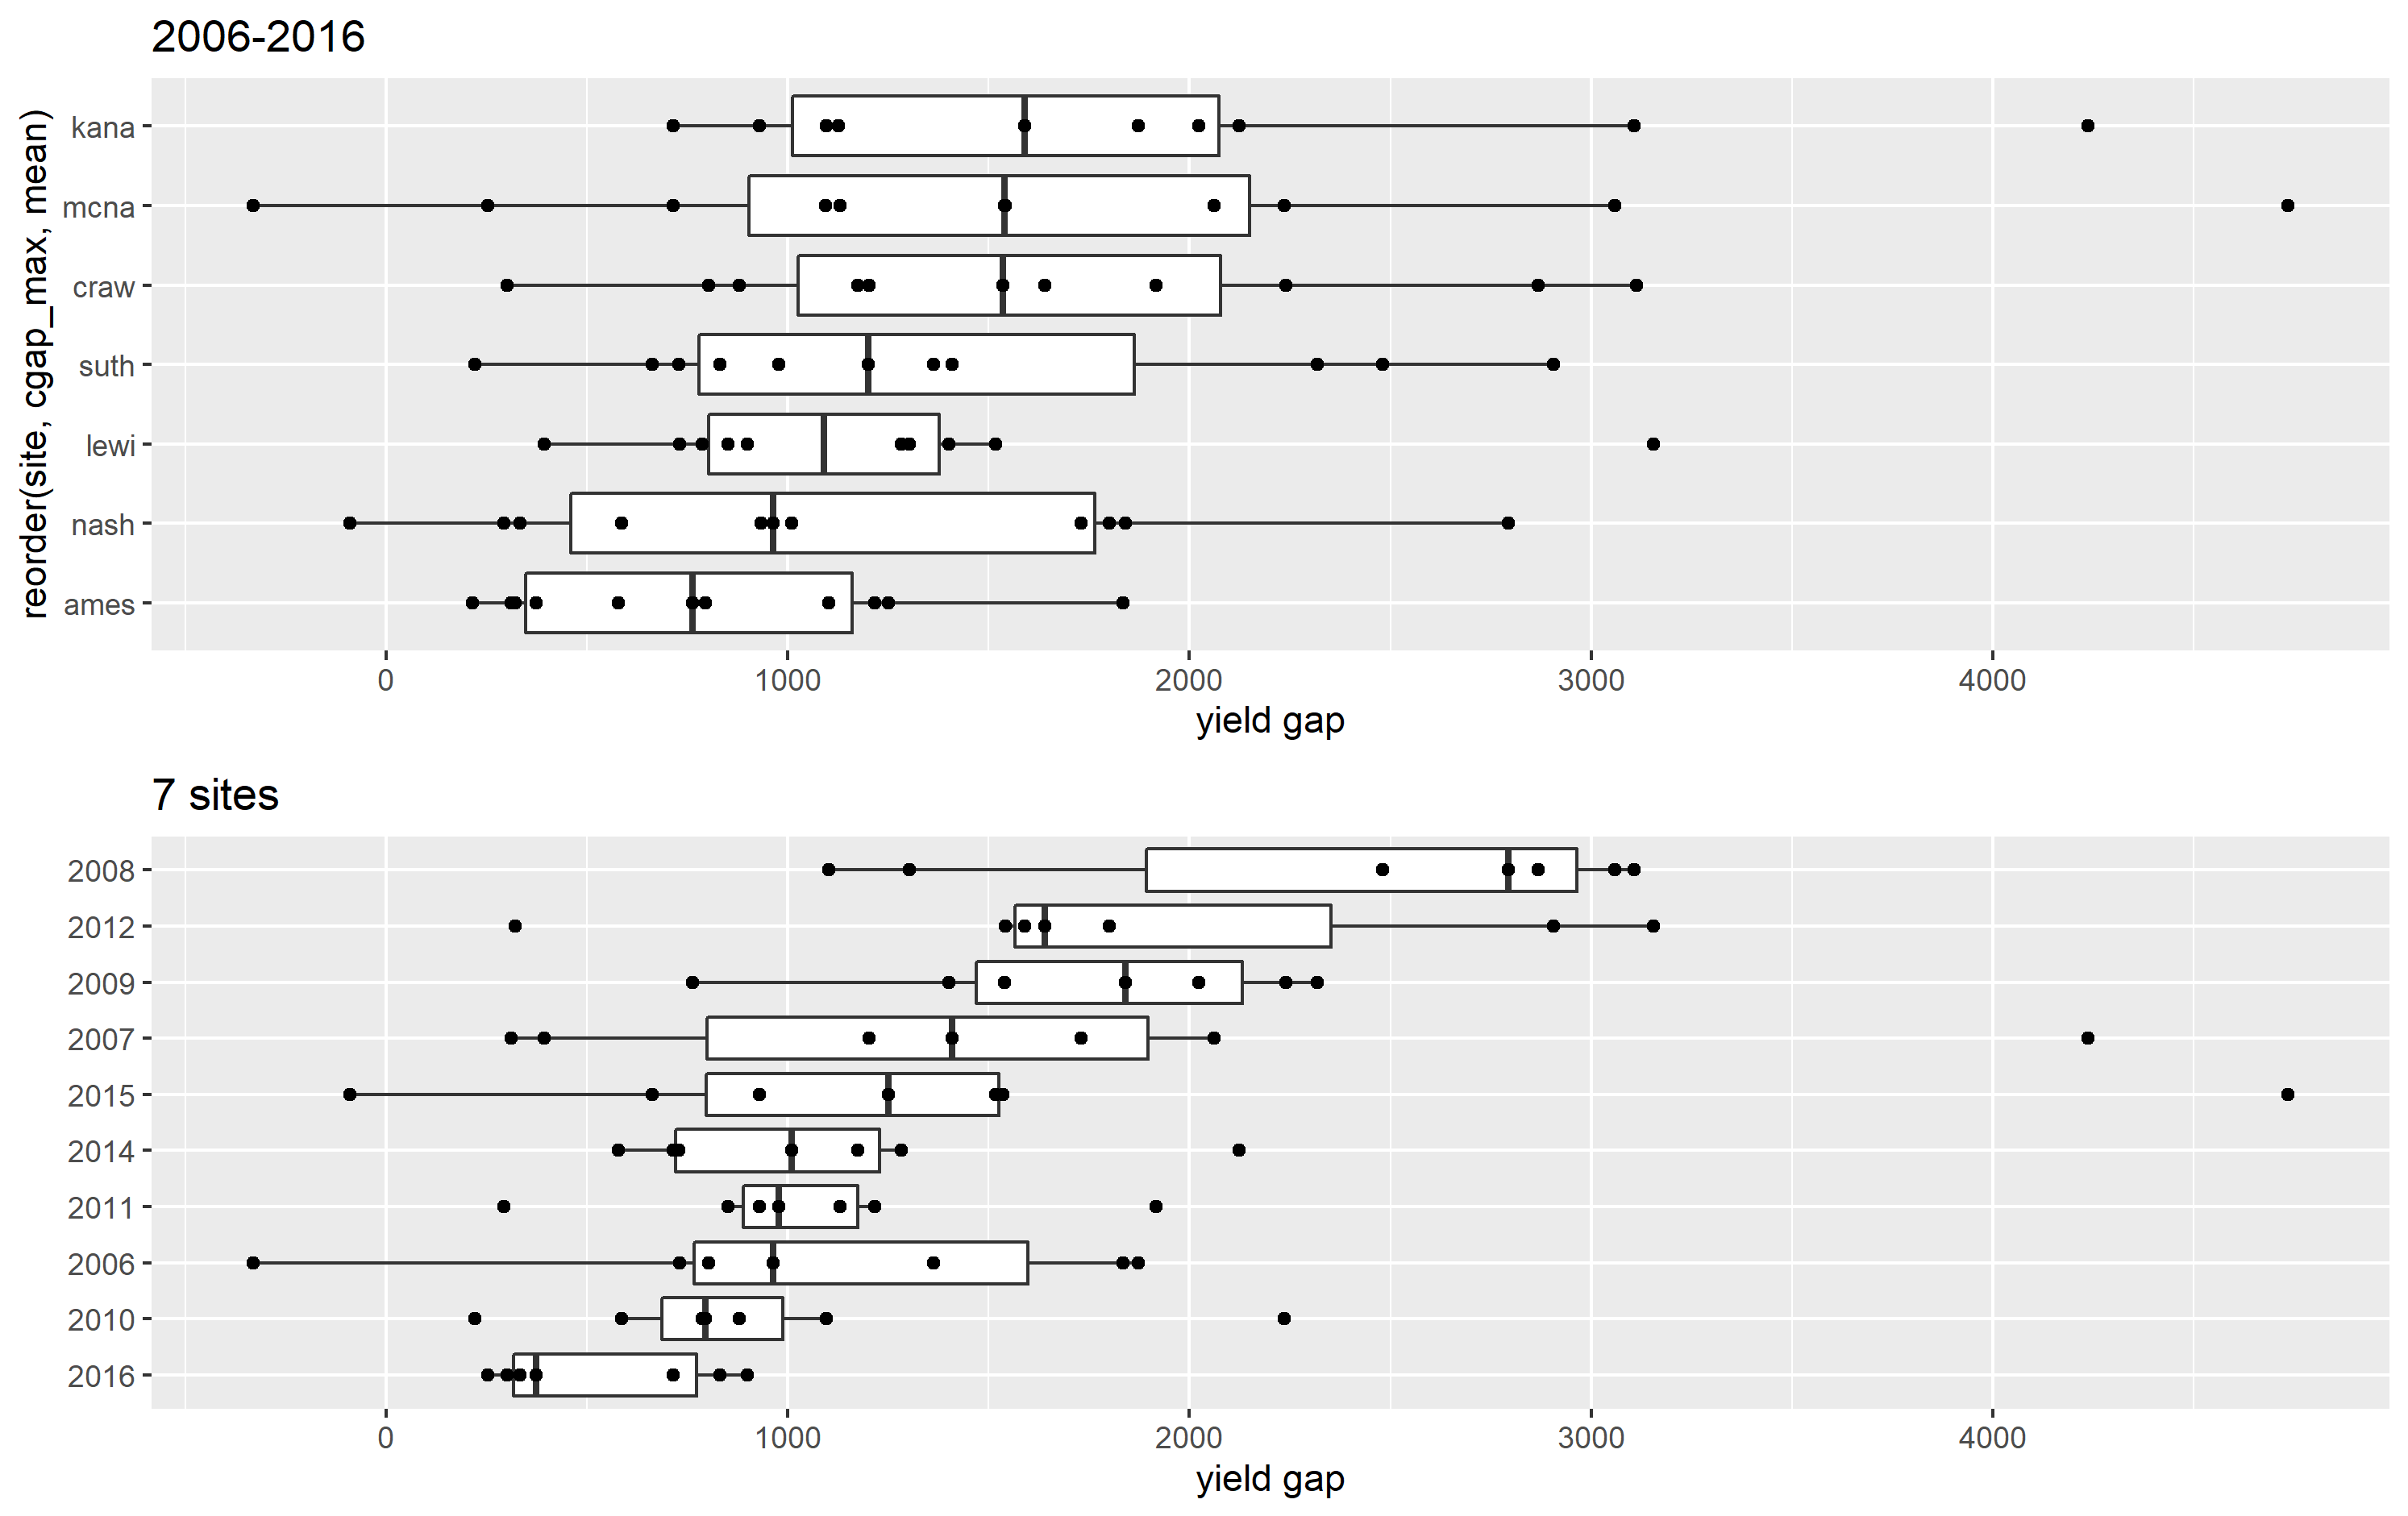 2006-2016
reorder(site, cgap_max, mean)
kana
mcna
craw
suth
lewi
nash
ames
0 1000 2000 3000 4000
yield gap
7 sites
2008
2012
2009
2007
2015
2014
2011
2006
2010
2016
0 1000 2000 3000 4000
yield gap